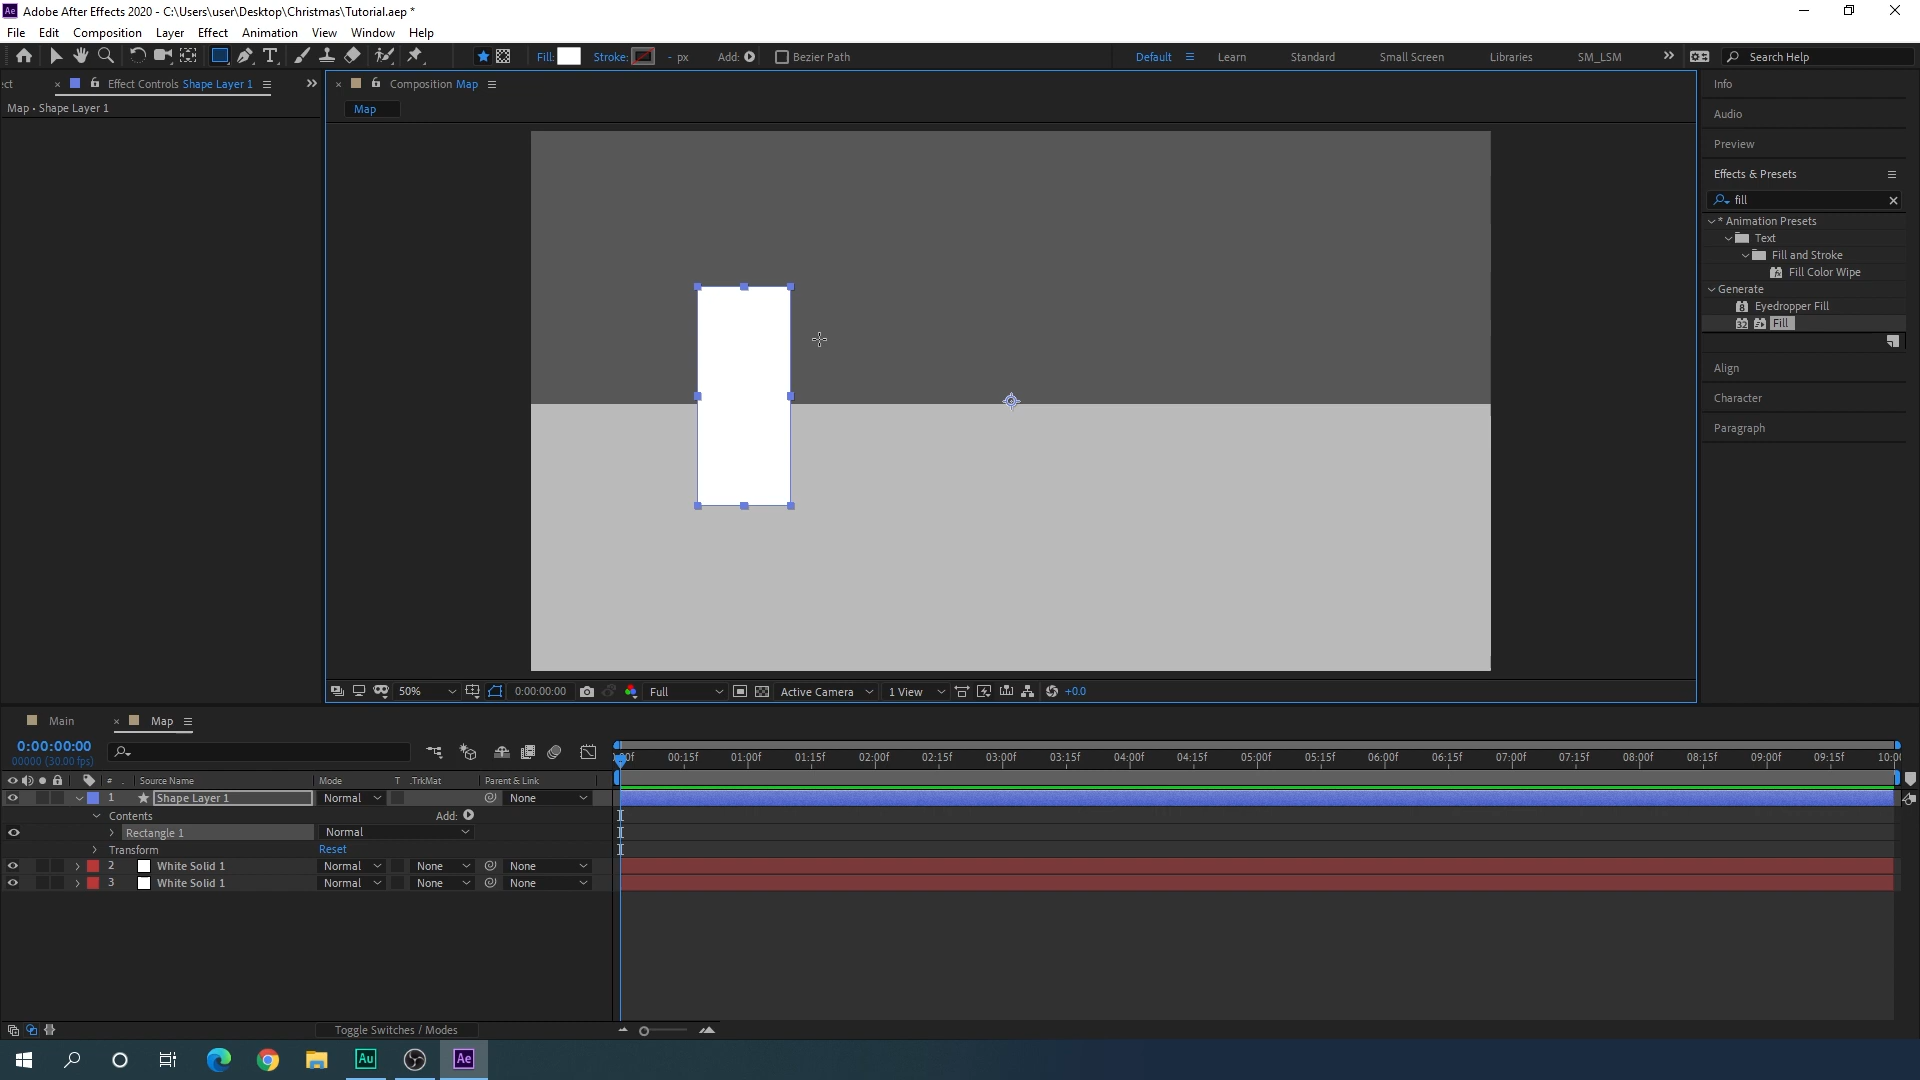 Adobe After Effects 2020 - C:\Users\user\Desktop\Christmas\Tutorial.aep *
File Edit Composition Layer Effect Animation View Window Help
Fill: Stroke: - px Add: Bezier Path Default Learn Standard Small Screen Libraries SM_LSM Search Help
ect Effect Controls Shape Layer 1
Map • Shape Layer 1
Composition Map
Map
Info
Audio
Preview
Effects & Presets
fill
* Animation Presets
Text
Fill and Stroke
Fill Color Wipe
Generate
Eyedropper Fill
32 Fill
Align
Character
Paragraph
50% 0:00:00:00 Full Active Camera 1 View +0.0
Main Map
0:00:00:00
00000 (30.00 fps)
:00f 00:15f 01:00f 01:15f 02:00f 02:15f 03:00f 03:15f 04:00f 04:15f 05:00f 05:15f 06:00f 06:15f 07:00f 07:15f 08:00f 08:15f 09:00f 09:15f 10:0
# . Source Name Mode T .TrkMat Parent & Link
1 Shape Layer 1 Normal None
Contents Add:
Rectangle 1 Normal
Transform Reset
2 White Solid 1 Normal None None
3 White Solid 1 Normal None None
Toggle Switches / Modes
Au Ae